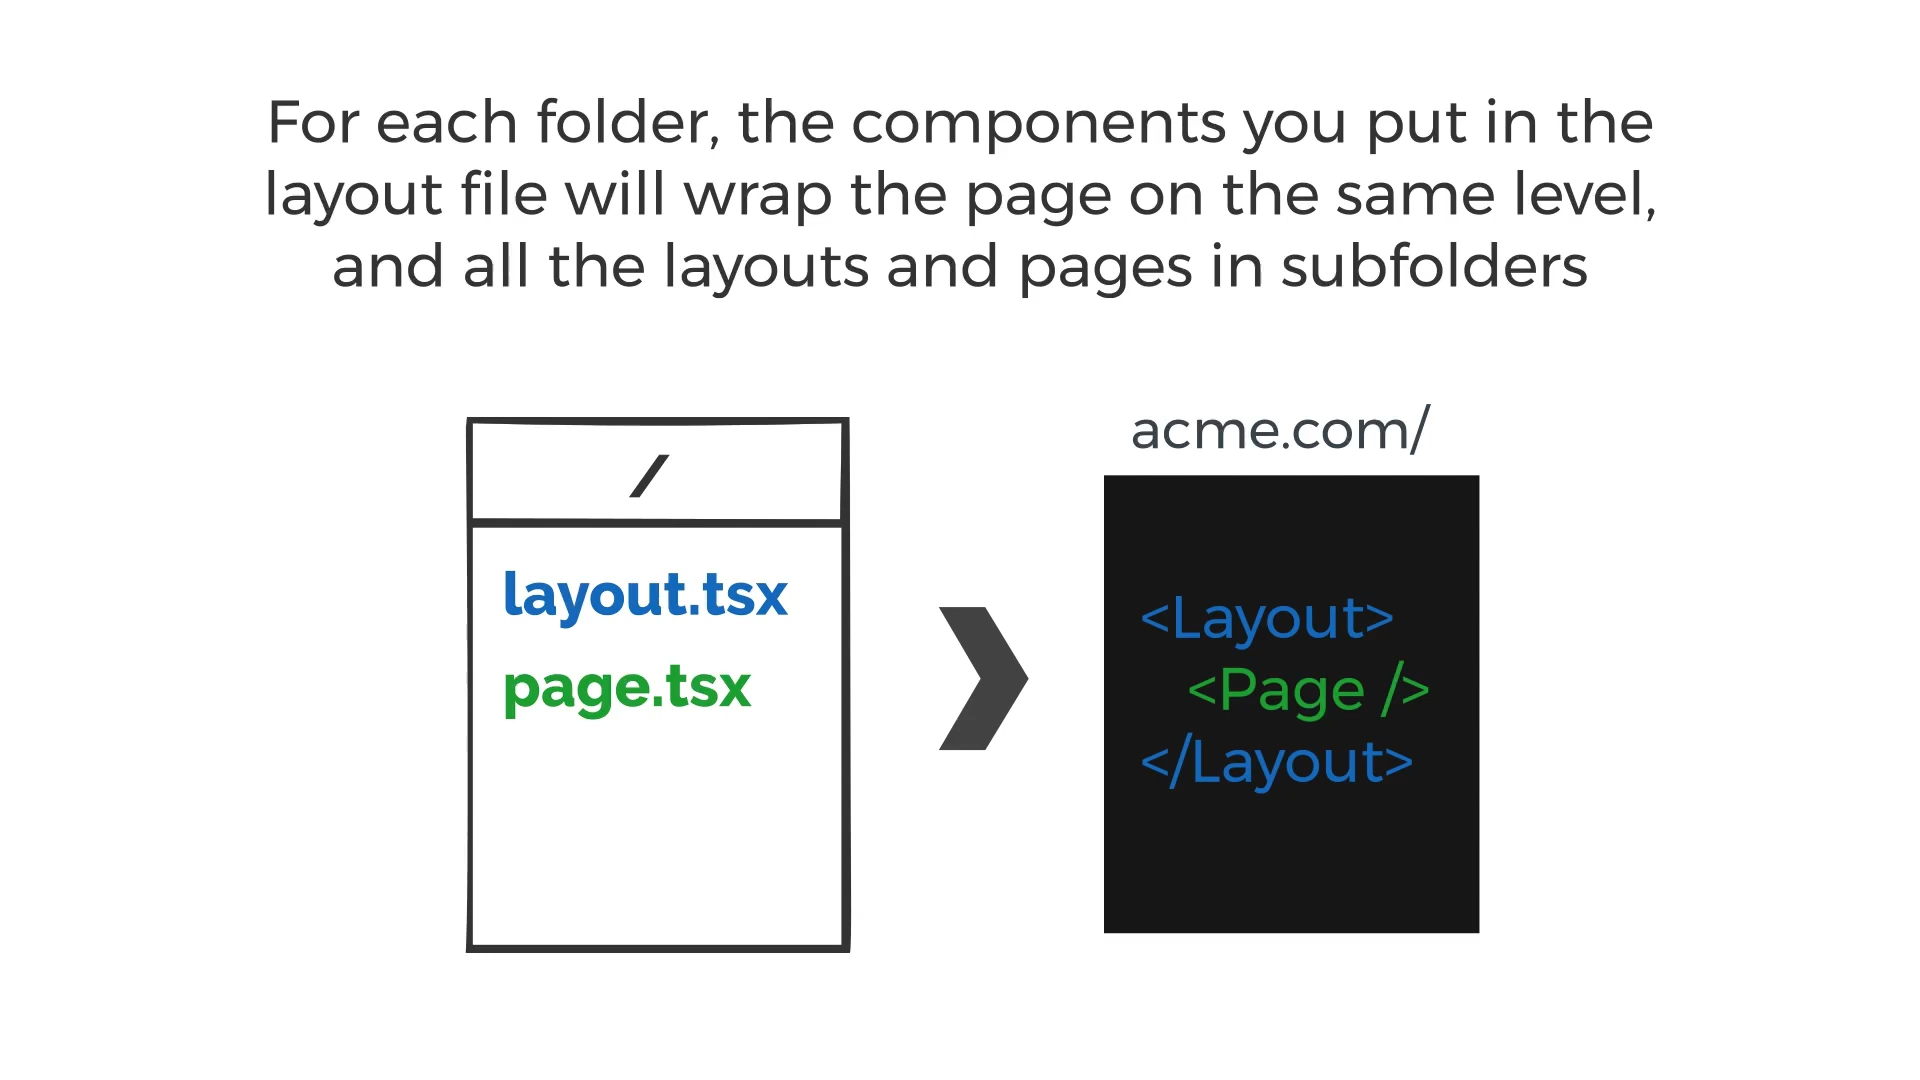 For each folder, the components you put in the
layout file will wrap the page on the same level,
and all the layouts and pages in subfolders
/
layout.tsx
page.tsx
acme.com/
<Layout>
<Page />
</Layout>